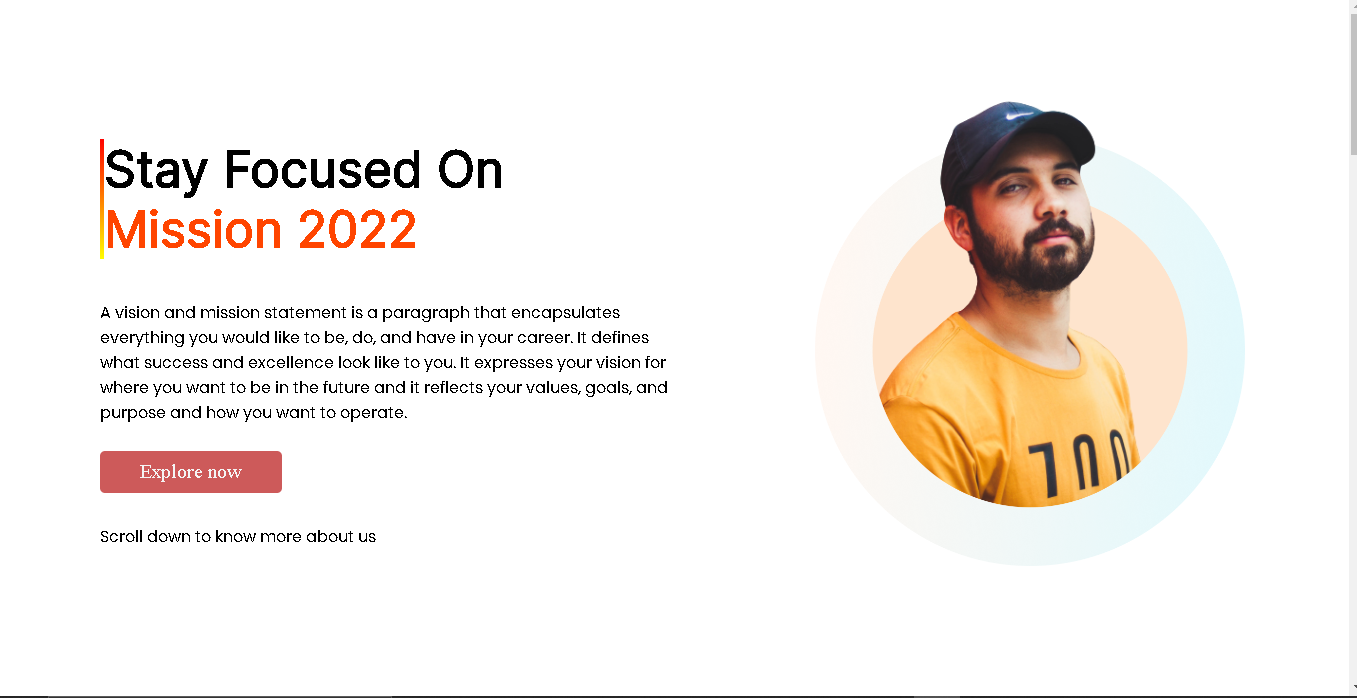 Stay Focused On
Mission 2022
A vision and mission statement is a paragraph that encapsulates
everything you would like to be, do, and have in your career. It defines
what success and excellence look like to you. It expresses your vision for
where you want to be in the future and it reflects your values, goals, and
purpose and how you want to operate.
Explore now
Scroll down to know more about us